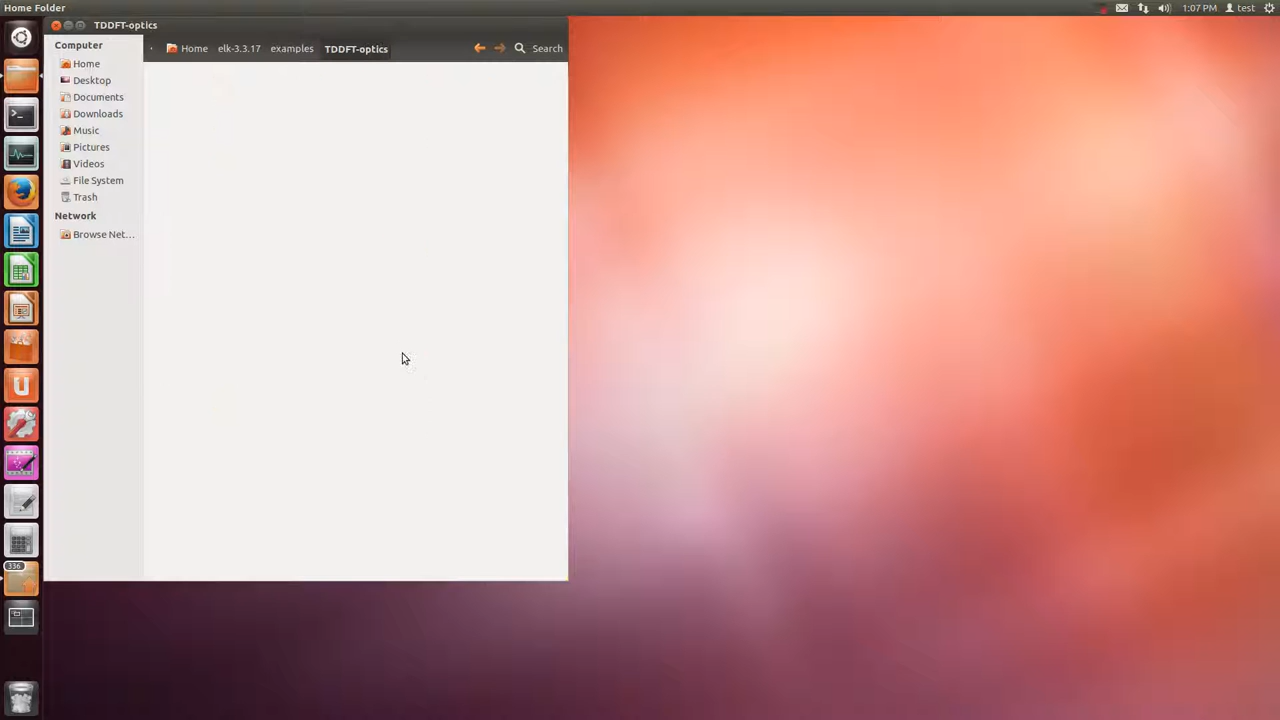 Home Folder
1:07 PM
test
TDDFT-optics
Computer
Home
elk-3.3.17
examples
TDDFT-optics
Search
Home
Desktop
Documents
Downloads
Music
Pictures
Videos
File System
Trash
Network
Browse Net...
336